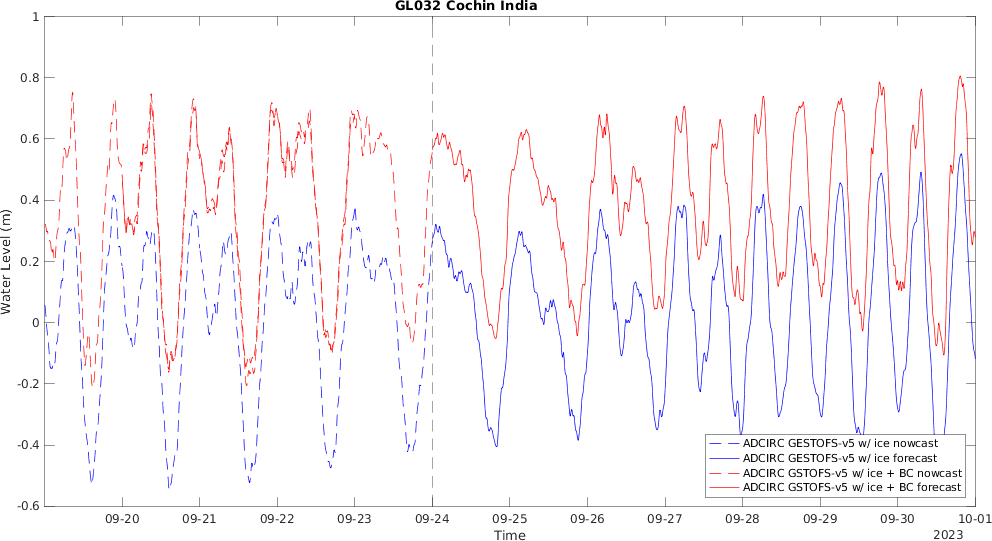 GL032 Cochin India
1
0.8
0.6
0.4
0.2
0
-0.2
-0.4
-0.6
Water Level (m)
ADCIRC GESTOFS-v5 w/ ice nowcast
ADCIRC GESTOFS-v5 w/ ice forecast
ADCIRC GSTOFS-v5 w/ ice + BC nowcast
ADCIRC GSTOFS-v5 w/ ice + BC forecast
09-20 09-21 09-22 09-23 09-24 09-25 09-26 09-27 09-28 09-29 09-30 10-01
Time
2023